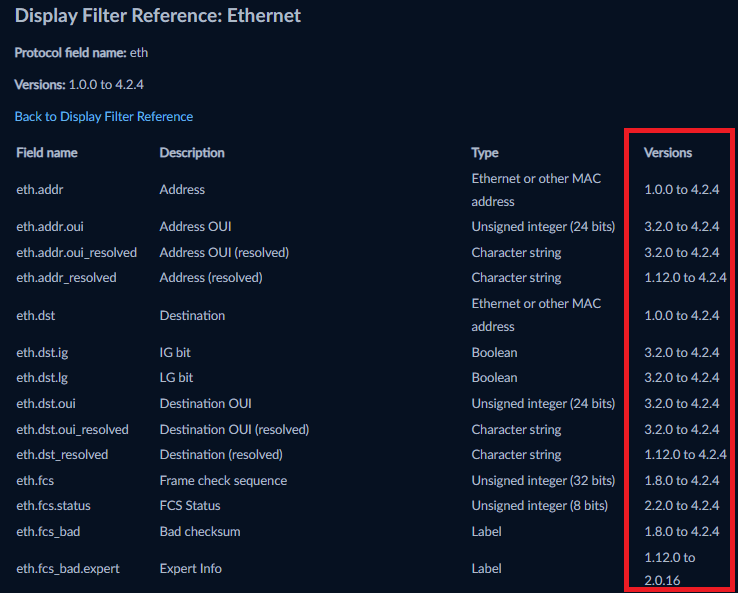 Display Filter Reference: Ethernet
Protocol field name: eth
Versions: 1.0.0 to 4.2.4
Back to Display Filter Reference
Field name Description Type Versions
eth.addr Address Ethernet or other MAC address 1.0.0 to 4.2.4
eth.addr.oui Address OUI Unsigned integer (24 bits) 3.2.0 to 4.2.4
eth.addr.oui_resolved Address OUI (resolved) Character string 3.2.0 to 4.2.4
eth.addr_resolved Address (resolved) Character string 1.12.0 to 4.2.4
eth.dst Destination Ethernet or other MAC address 1.0.0 to 4.2.4
eth.dst.ig IG bit Boolean 3.2.0 to 4.2.4
eth.dst.lg LG bit Boolean 3.2.0 to 4.2.4
eth.dst.oui Destination OUI Unsigned integer (24 bits) 3.2.0 to 4.2.4
eth.dst.oui_resolved Destination OUI (resolved) Character string 3.2.0 to 4.2.4
eth.dst_resolved Destination (resolved) Character string 1.12.0 to 4.2.4
eth.fcs Frame check sequence Unsigned integer (32 bits) 1.8.0 to 4.2.4
eth.fcs.status FCS Status Unsigned integer (8 bits) 2.2.0 to 4.2.4
eth.fcs_bad Bad checksum Label 1.8.0 to 4.2.4
eth.fcs_bad.expert Expert Info Label 1.12.0 to 2.0.16